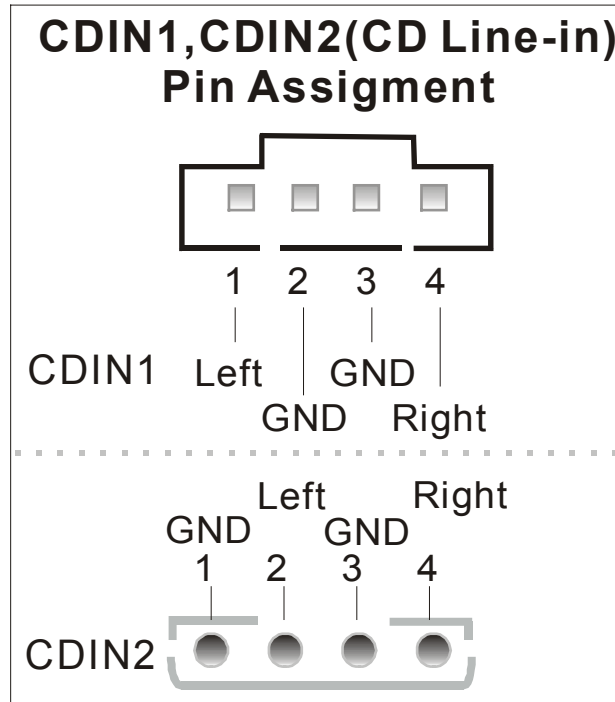 CDIN1,CDIN2(CD Line-in)
Pin Assigment
1 2 3 4
CDIN1 Left GND
GND Right
Left Right
GND GND
1 2 3 4
CDIN2